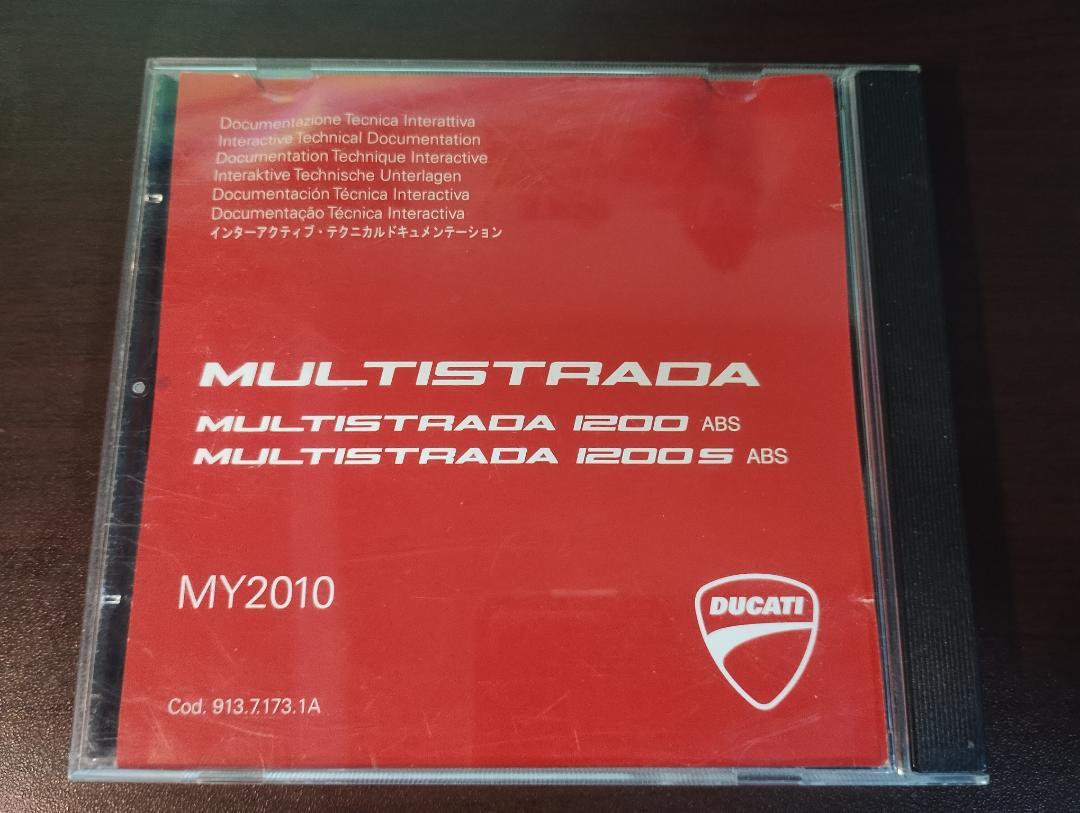 Documentazione Tecnica Interattiva
Interactive Technical Documentation
Documentation Technique Interactive
Interaktive Technische Unterlagen
Documentación Técnica Interactiva
Documentação Técnica Interactiva
インターアクティブ・テクニカルドキュメンテーション
MULTISTRADA
MULTISTRADA 1200 ABS
MULTISTRADA 1200S ABS
MY2010
DUCATI
Cod. 913.7.173.1A